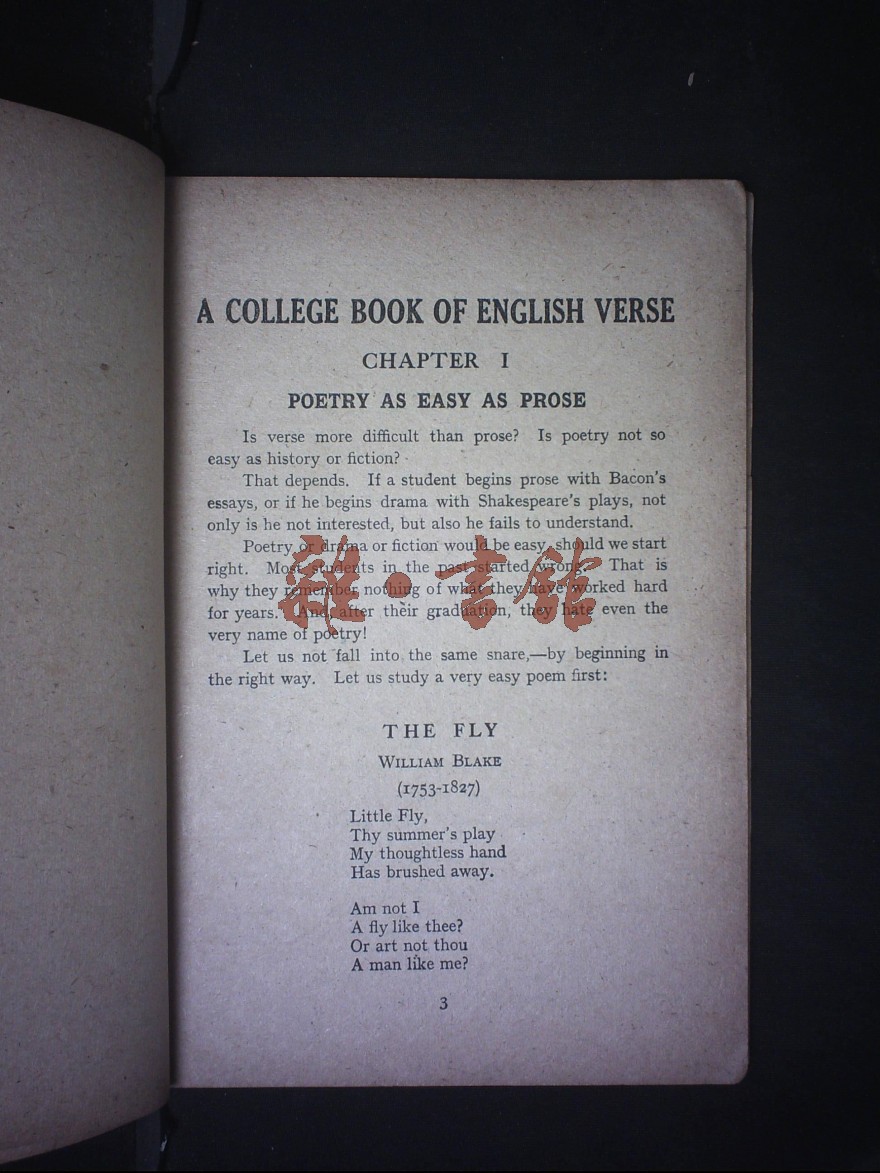 A COLLEGE BOOK OF ENGLISH VERSE
CHAPTER I
POETRY AS EASY AS PROSE
Is verse more difficult than prose? Is poetry not so
easy as history or fiction?
That depends. If a student begins prose with Bacon's
essays, or if he begins drama with Shakespeare's plays, not
only is he not interested, but also he fails to understand.
Poetry or drama or fiction would be easy, should we start
right. Most students in the past started wrong. That is
why they remember nothing of what they have worked hard
for years. And, after their graduation, they hate even the
very name of poetry!
Let us not fall into the same snare,—by beginning in
the right way. Let us study a very easy poem first:
THE FLY
WILLIAM BLAKE
(1753-1827)
Little Fly,
Thy summer's play
My thoughtless hand
Has brushed away.
Am not I
A fly like thee?
Or art not thou
A man like me?
3
雜·書館